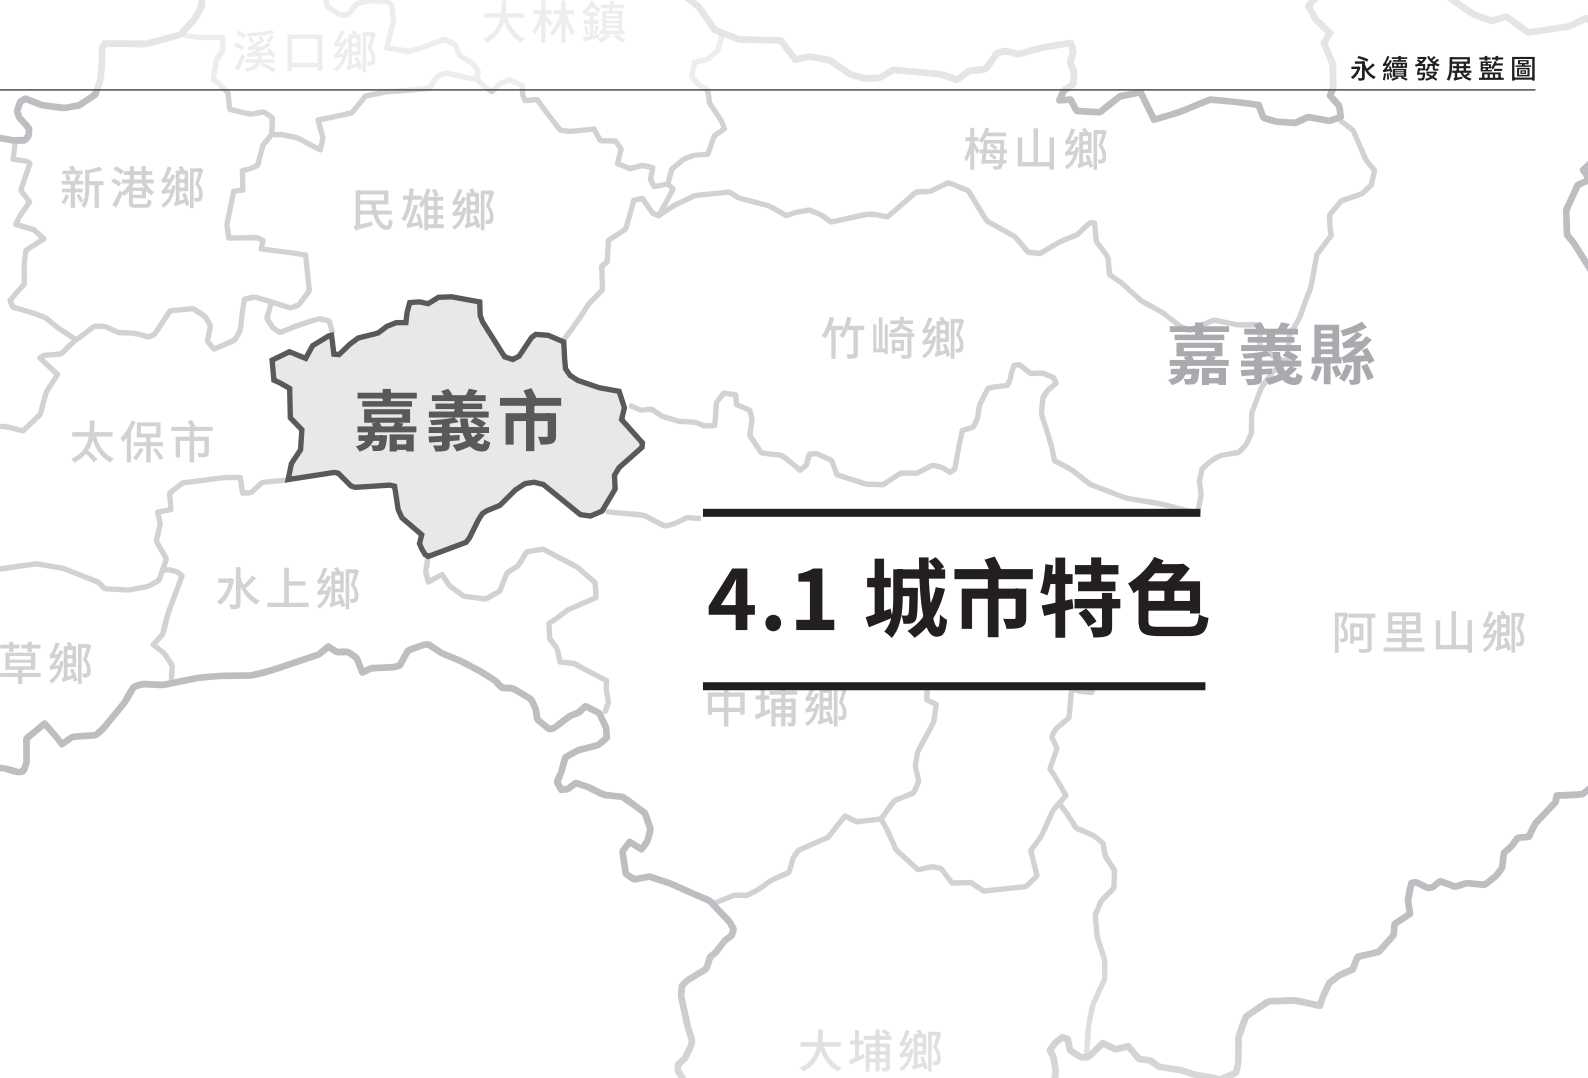 大林鎮
溪口鄉
永續發展藍圖
梅山鄉
新港鄉
民雄鄉
竹崎鄉
嘉義縣
嘉義市
太保市
水上鄉
4.1 城市特色
阿里山鄉
草鄉
中埔鄉
大埔鄉